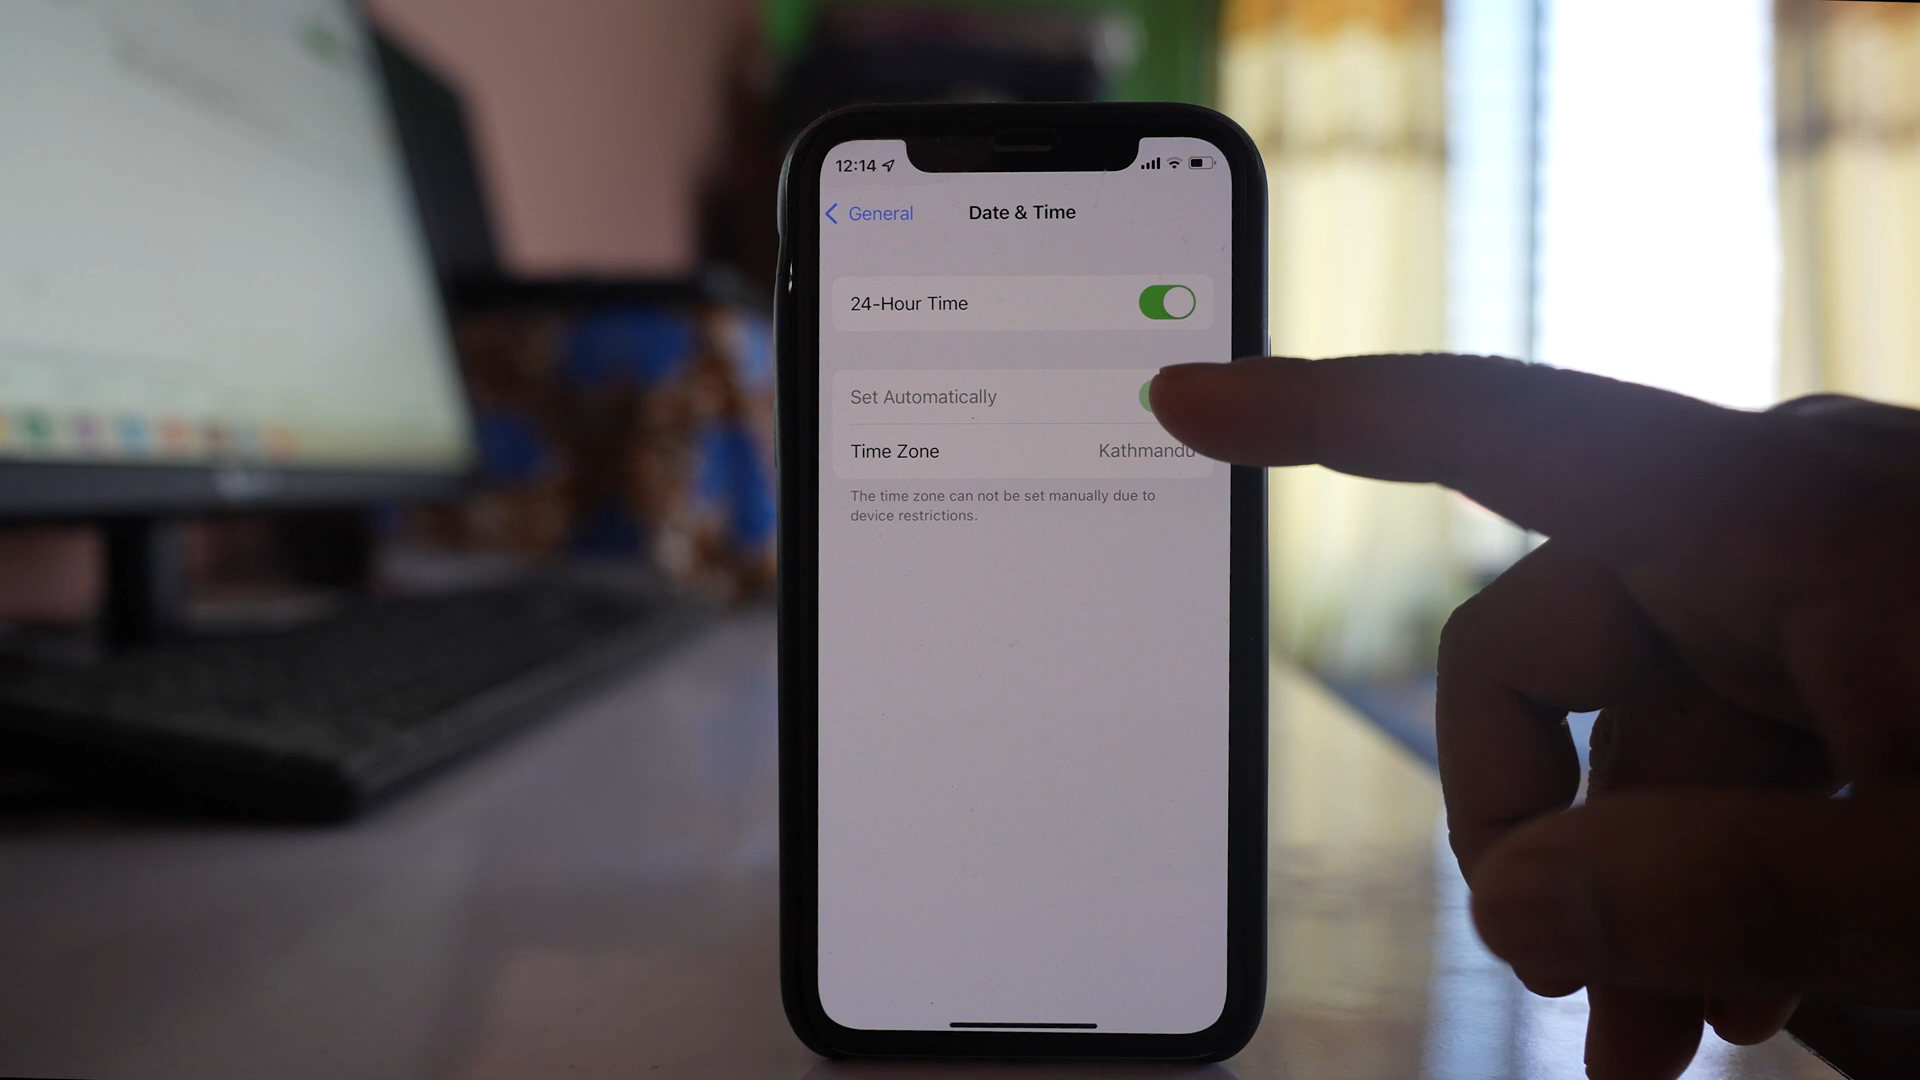 12:14
General
Date & Time
24-Hour Time
Set Automatically
Time Zone Kathmandu
The time zone can not be set manually due to
device restrictions.